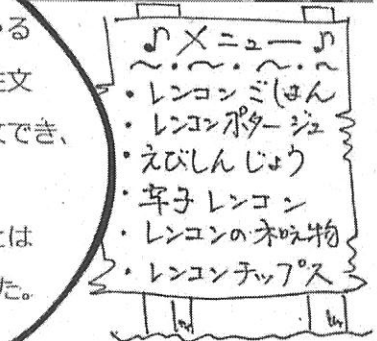 る
文
でき、
は
た。
♪メニュー♪
・レンコンごはん
・レンコンポタージュ
・えびしんじょう
・辛子レンコン
・レンコンの和え物
・レンコンチップス